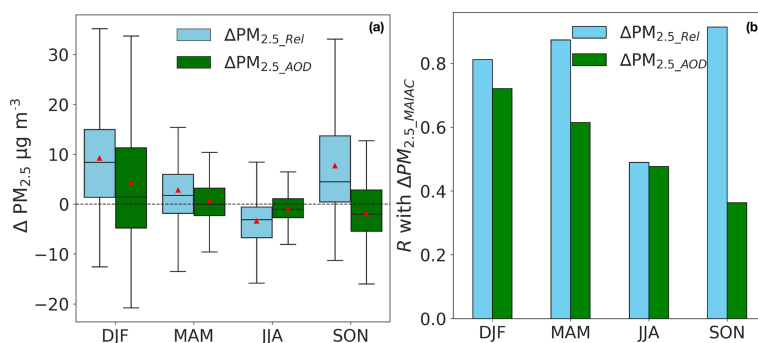 (a)
ΔPM2.5_Rel
ΔPM2.5_AOD
Δ PM2.5 µg m-3
30
20
10
0
−10
−20
DJF MAM JJA SON
(b)
ΔPM2.5_Rel
ΔPM2.5_AOD
R with ΔPM2.5_MAIAC
0.8
0.6
0.4
0.2
0.0
DJF MAM JJA SON